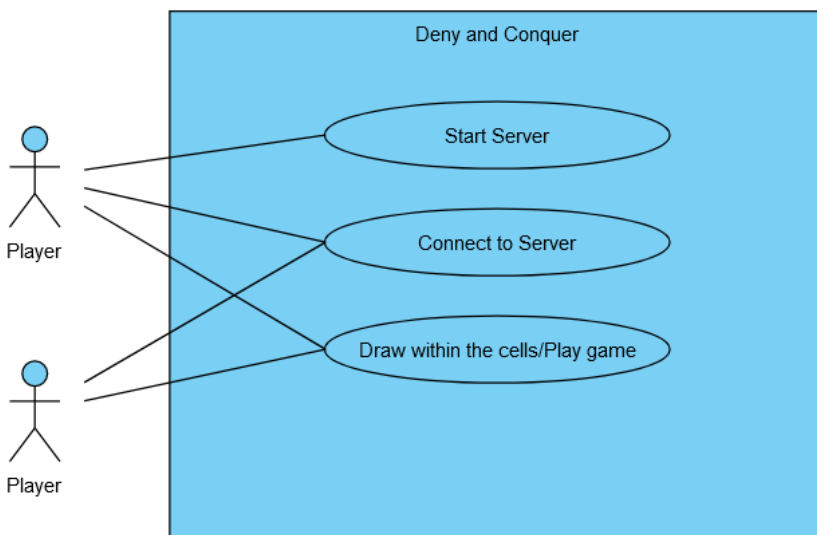 Deny and Conquer
Start Server
Player
Connect to Server
Draw within the cells/Play game
Player